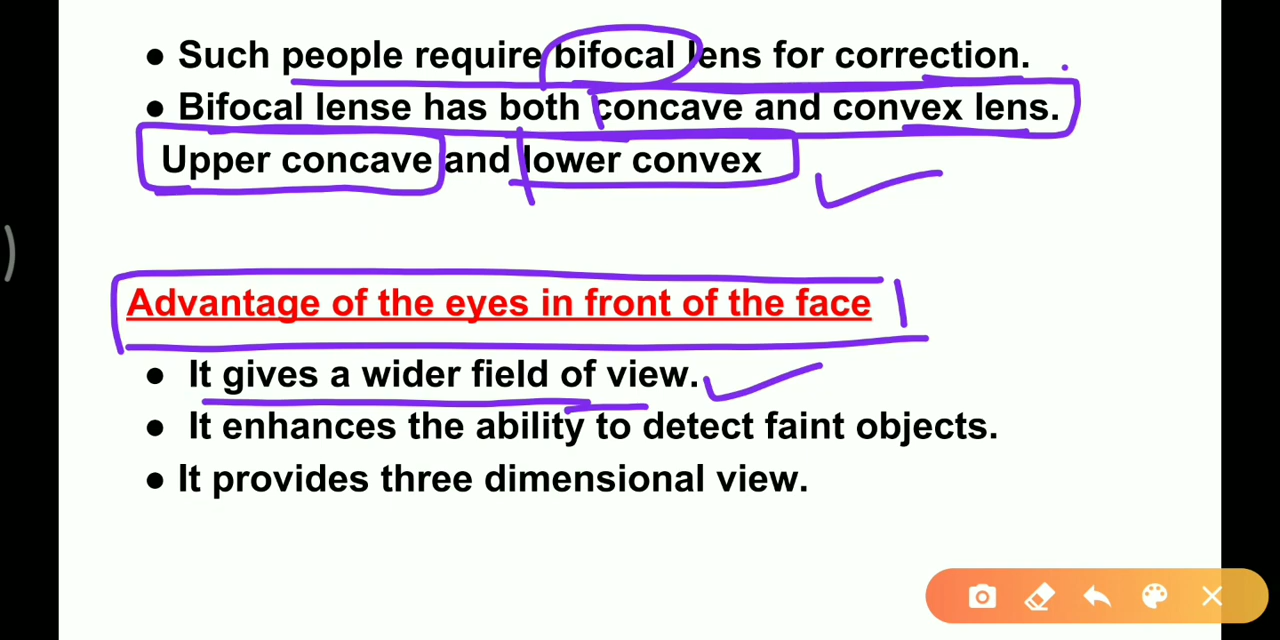 ● Such people require bifocal lens for correction.
● Bifocal lense has both concave and convex lens.
Upper concave and lower convex
Advantage of the eyes in front of the face
● It gives a wider field of view.
● It enhances the ability to detect faint objects.
● It provides three dimensional view.